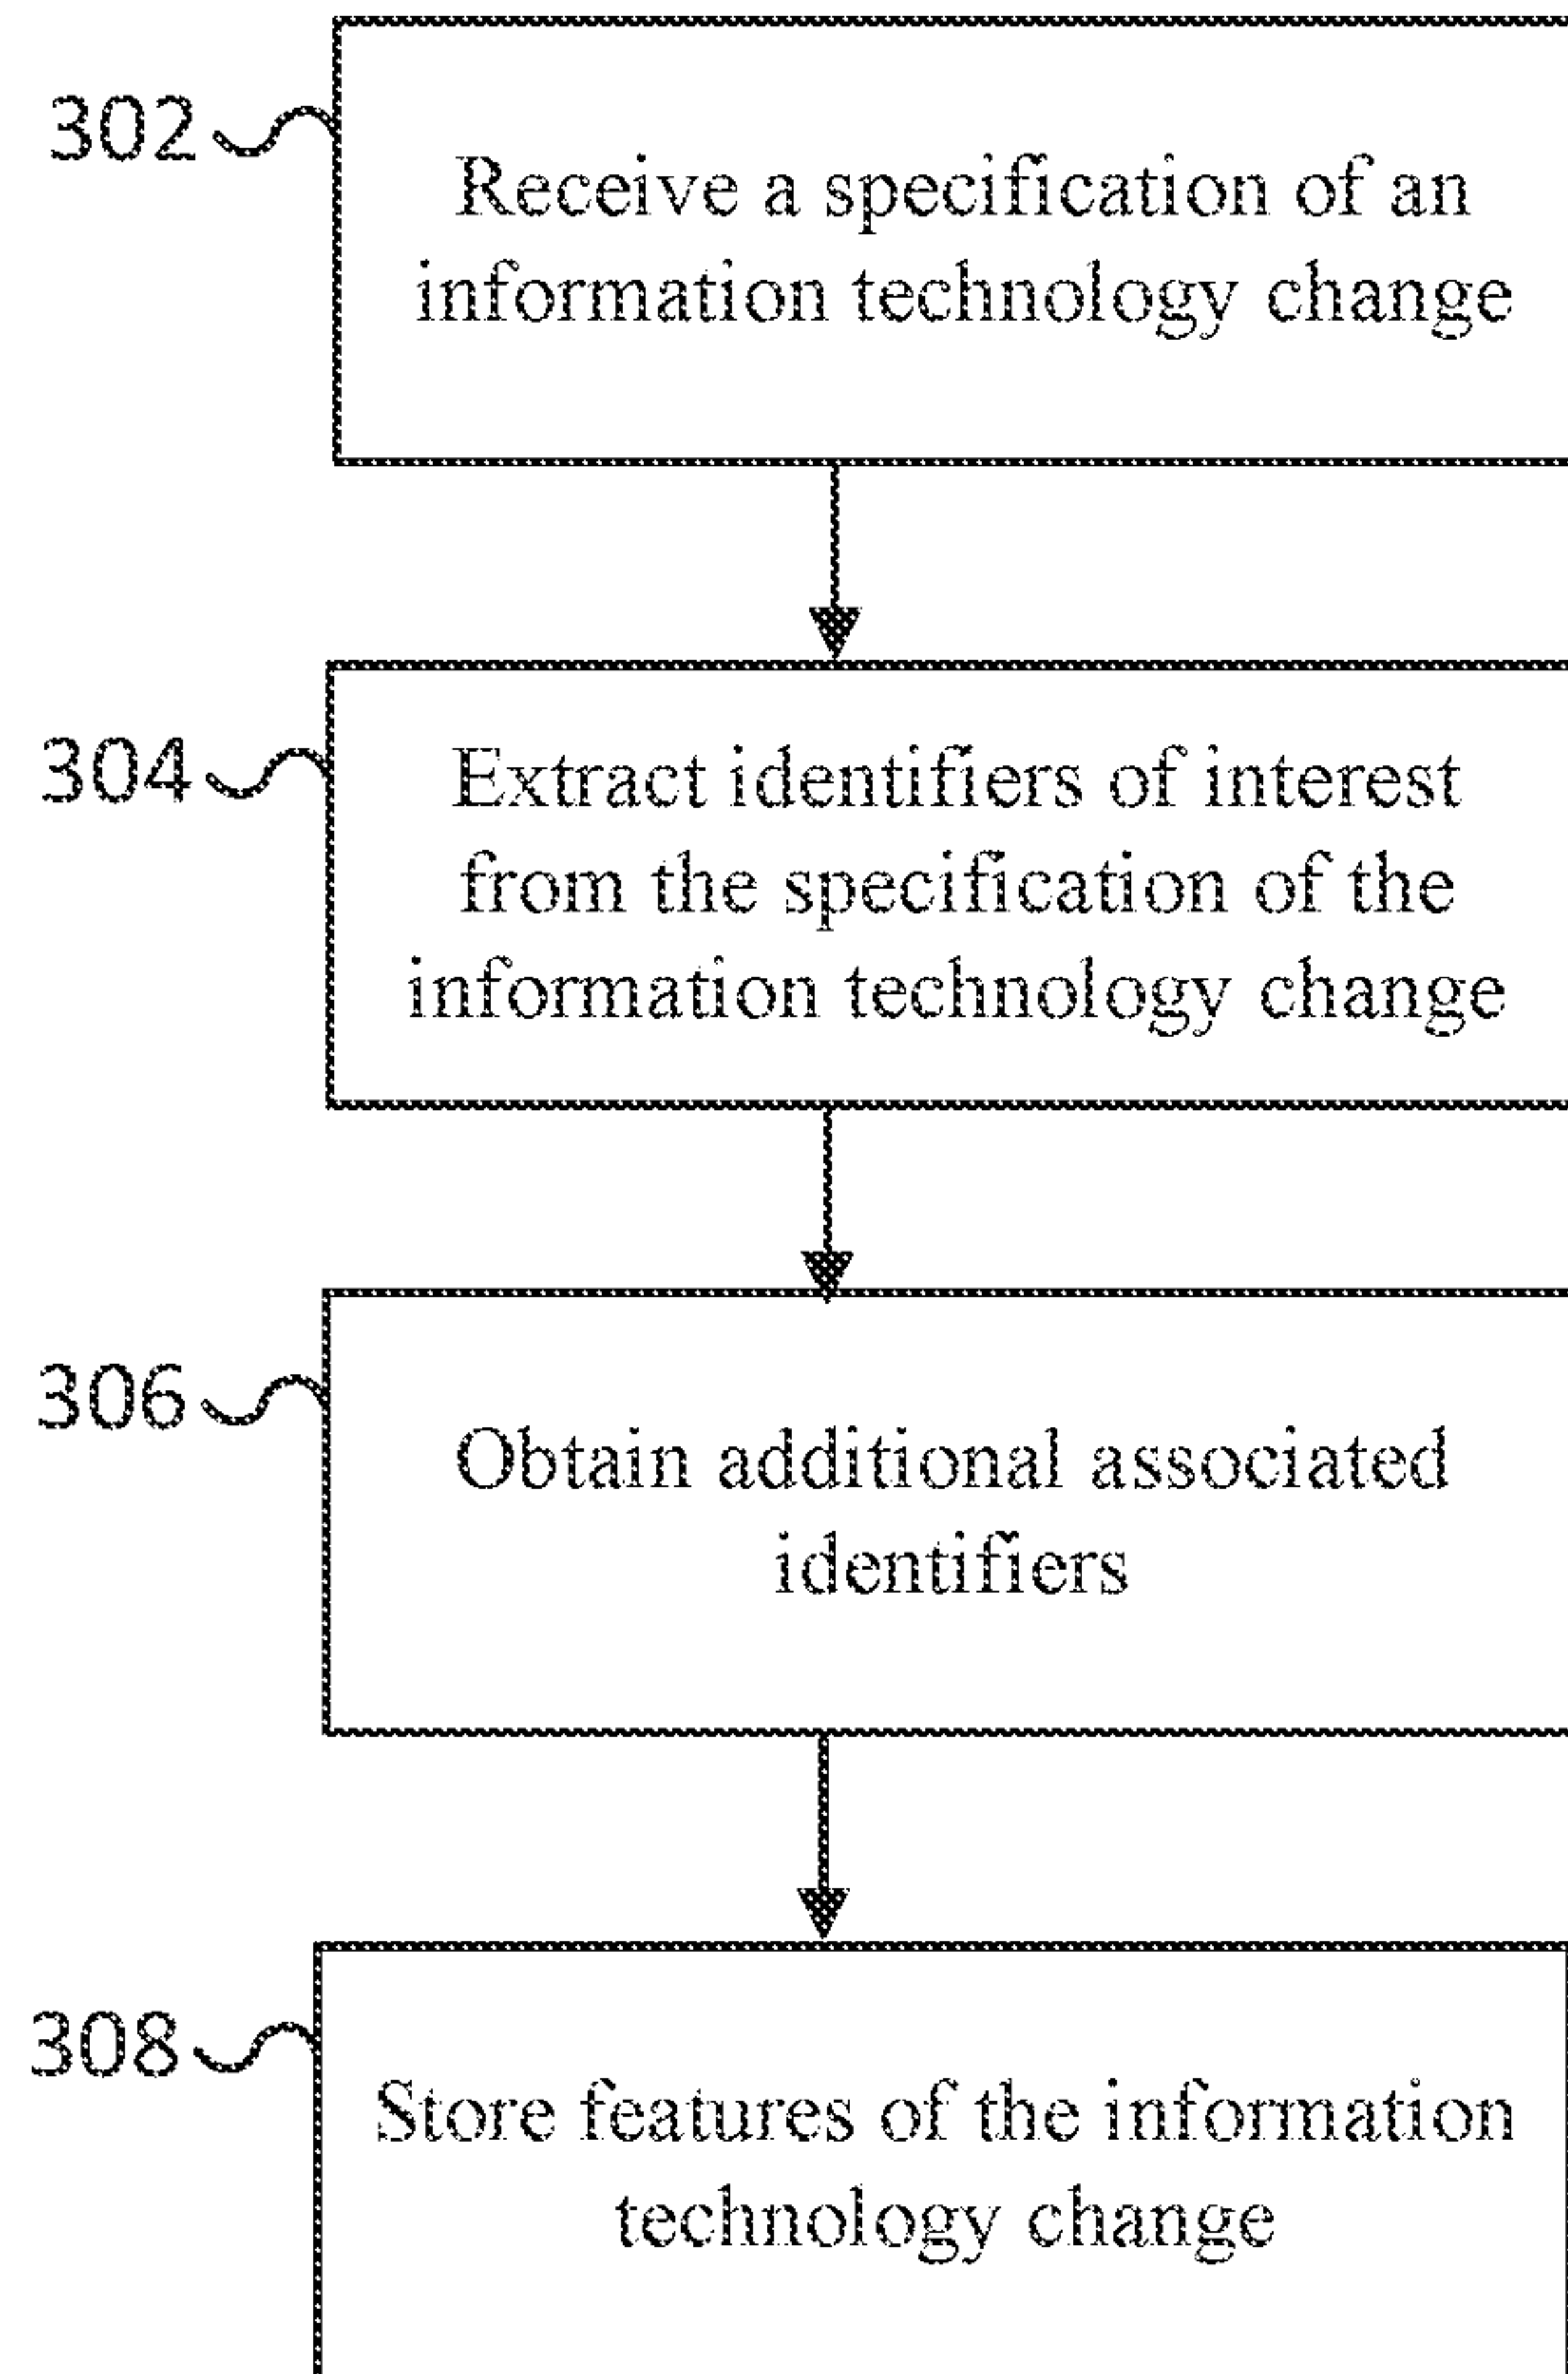 302
Receive a specification of an
information technology change
304
Extract identifiers of interest
from the specification of the
information technology change
306
Obtain additional associated
identifiers
308
Store features of the information
technology change